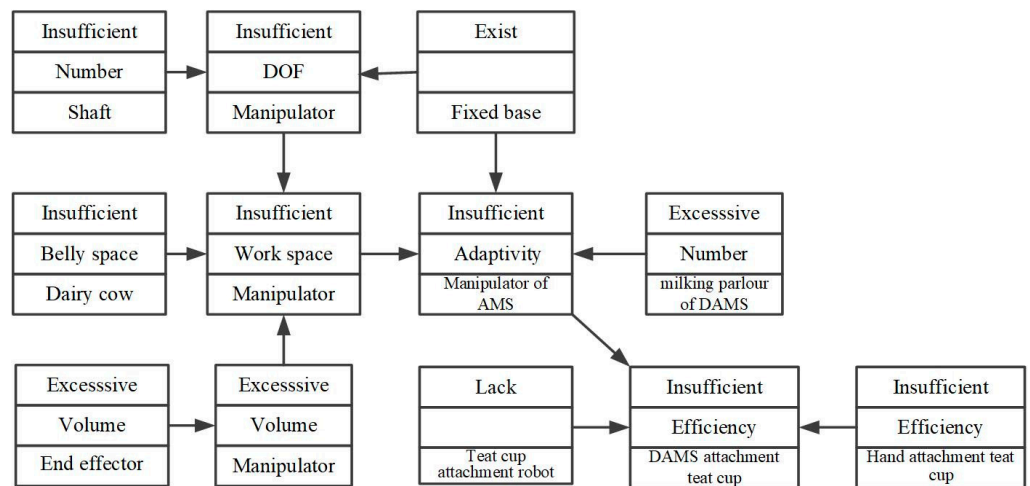 Insufficient
Number
Shaft
Insufficient
DOF
Manipulator
Exist
Fixed base
Insufficient
Belly space
Dairy cow
Insufficient
Work space
Manipulator
Insufficient
Adaptivity
Manipulator of
AMS
Excesssive
Number
milking parlour
of DAMS
Excesssive
Volume
End effector
Excesssive
Volume
Manipulator
Lack
Teat cup
attachment robot
Insufficient
Efficiency
DAMS attachment
teat cup
Insufficient
Efficiency
Hand attachment teat
cup